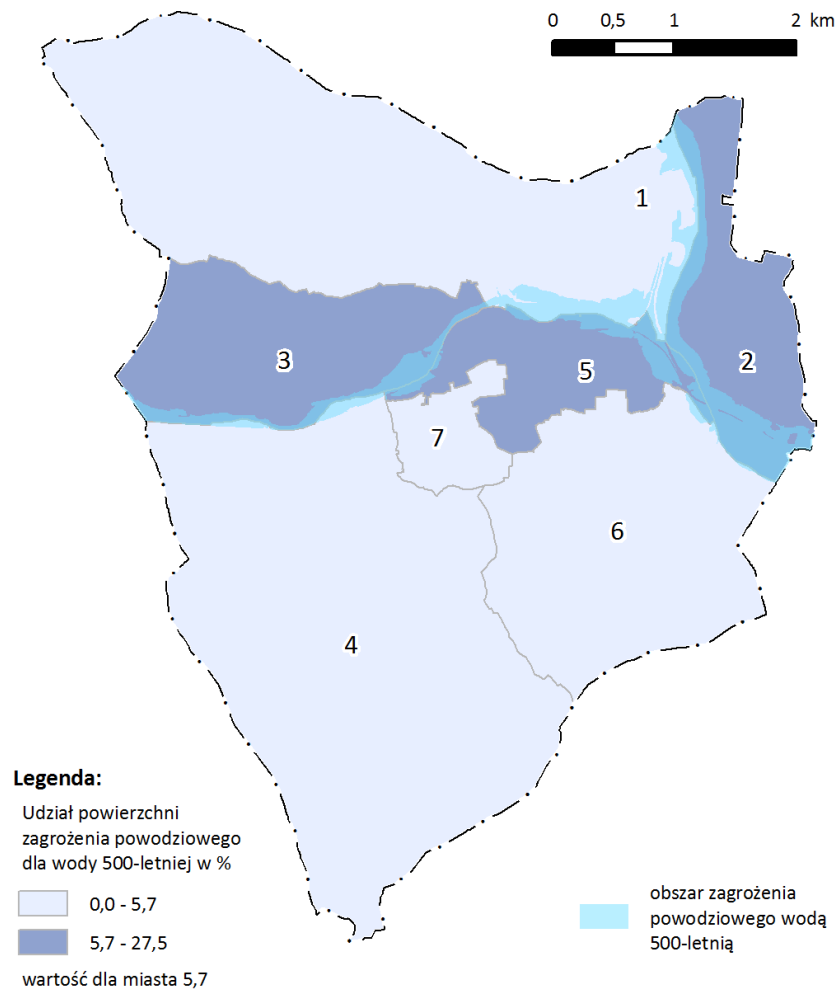 0 0,5 1 2 km
1
2
3
5
7
6
4
Legenda:
Udział powierzchni
zagrożenia powodziowego
dla wody 500-letniej w %
0,0 - 5,7
5,7 - 27,5
wartość dla miasta 5,7
obszar zagrożenia
powodziowego wodą
500-letnią